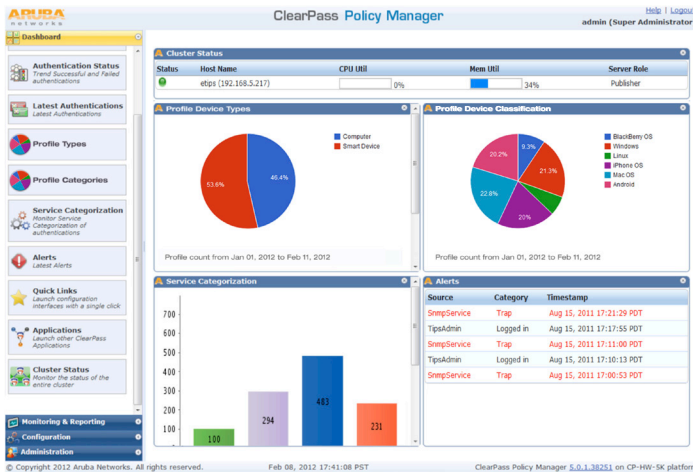 ARUBA
networks
ClearPass Policy Manager
Help | Logou
admin (Super Administrator
Dashboard
Authentication Status
Trend Successful and Failed
authentications
Latest Authentications
Latest Authentications
Profile Types
Profile Categories
Service Categorization
Monitor Service
Categorization of
authentications
Alerts
Latest Alerts
Quick Links
Launch configuration
interfaces with a single click
Applications
Launch other ClearPass
Applications
Cluster Status
Monitor the status of the
entire cluster
Monitoring & Reporting
Configuration
Administration
Cluster Status
Status Host Name CPU Util Mem Util Server Role
etips (192.168.5.217) 0% 34% Publisher
Profile Device Types
Computer
Smart Device
53.6%
45.4%
Profile count from Jan 01, 2012 to Feb 11, 2012
Profile Device Classification
BlackBerry OS
Windows
Linux
iPhone OS
Mac OS
Android
9.3%
20.2%
21.3%
22.8%
20%
Profile count from Jan 01, 2012 to Feb 11, 2012
Service Categorization
700
600
500
400
300
200
100
100
294
483
231
Alerts
Source Category Timestamp
SnmpService Trap Aug 15, 2011 17:21:29 PDT
TipsAdmin Logged in Aug 15, 2011 17:17:55 PDT
SnmpService Trap Aug 15, 2011 17:11:00 PDT
TipsAdmin Logged in Aug 15, 2011 17:10:13 PDT
SnmpService Trap Aug 15, 2011 17:00:53 PDT
© Copyright 2012 Aruba Networks. All rights reserved.
Feb 08, 2012 17:41:08 PST
ClearPass Policy Manager 5.0.1.38251 on CP-HW-5K platfor